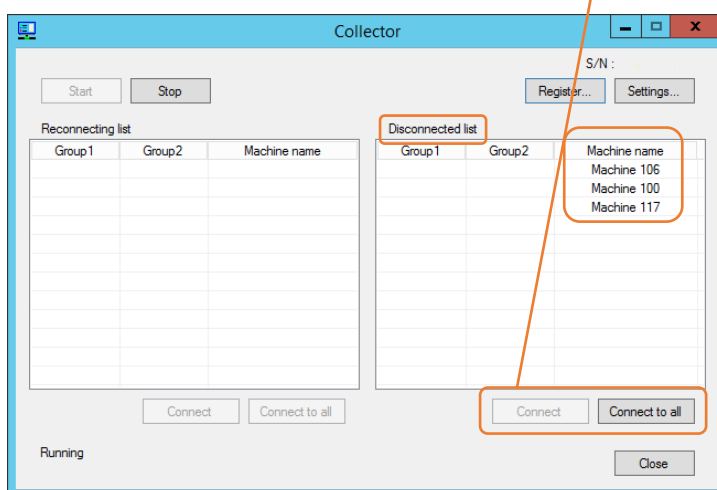 Collector
S/N :
Start Stop Register... Settings...
Reconnecting list Disconnected list
Group1 Group2 Machine name Group1 Group2 Machine name
Machine 106
Machine 100
Machine 117
Connect Connect to all Connect Connect to all
Running
Close